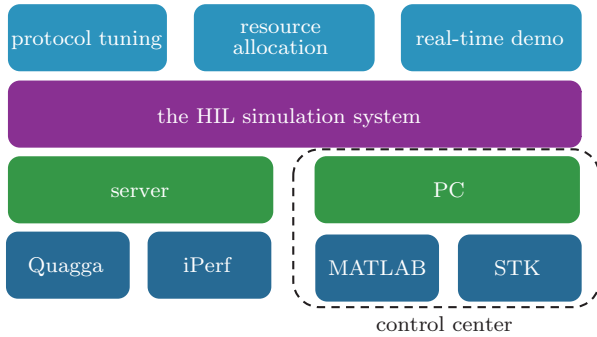 protocol tuning
resource
allocation
real-time demo
the HIL simulation system
server
PC
Quagga
iPerf
MATLAB
STK
control center